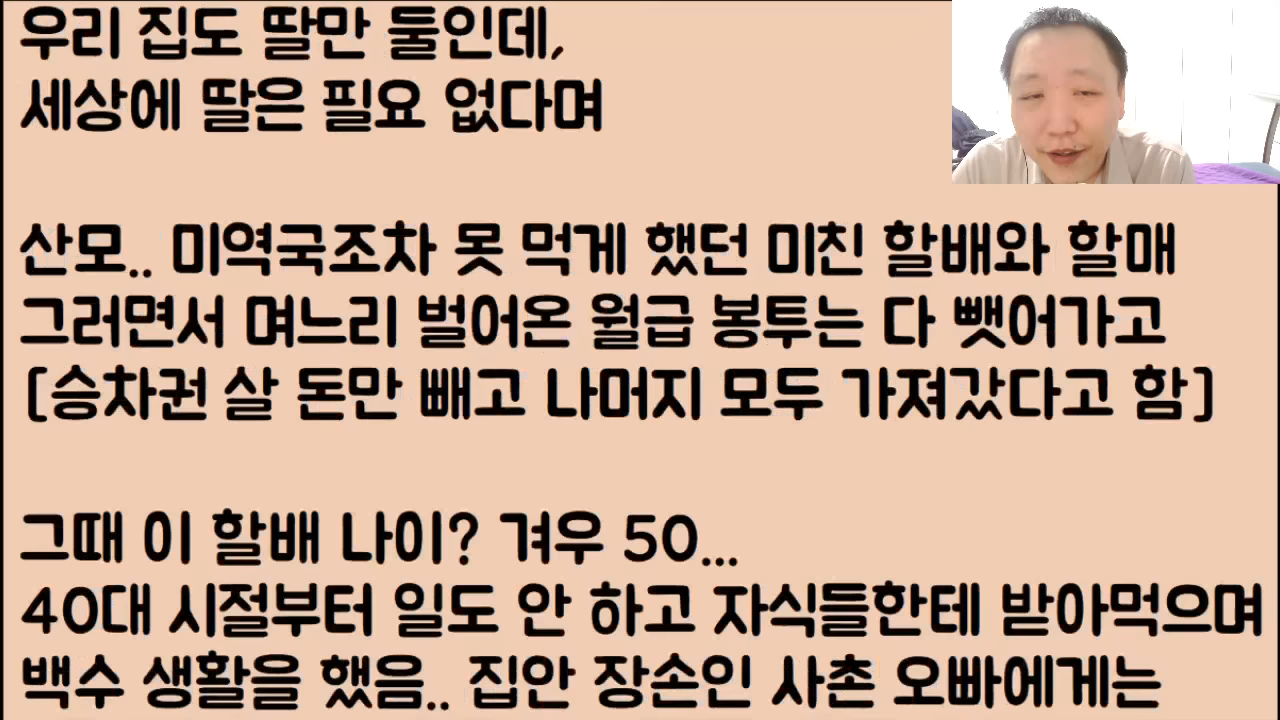 우리 집도 딸만 둘인데,
세상에 딸은 필요 없다며
산모.. 미역국조차 못 먹게 했던 미친 할배와 할매
그러면서 며느리 벌어온 월급 봉투는 다 뺏어가고
[승차권 살 돈만 빼고 나머지 모두 가져갔다고 함]
그때 이 할배 나이? 겨우 50...
40대 시절부터 일도 안 하고 자식들한테 받아먹으며
백수 생활을 했음.. 집안 장손인 사촌 오빠에게는